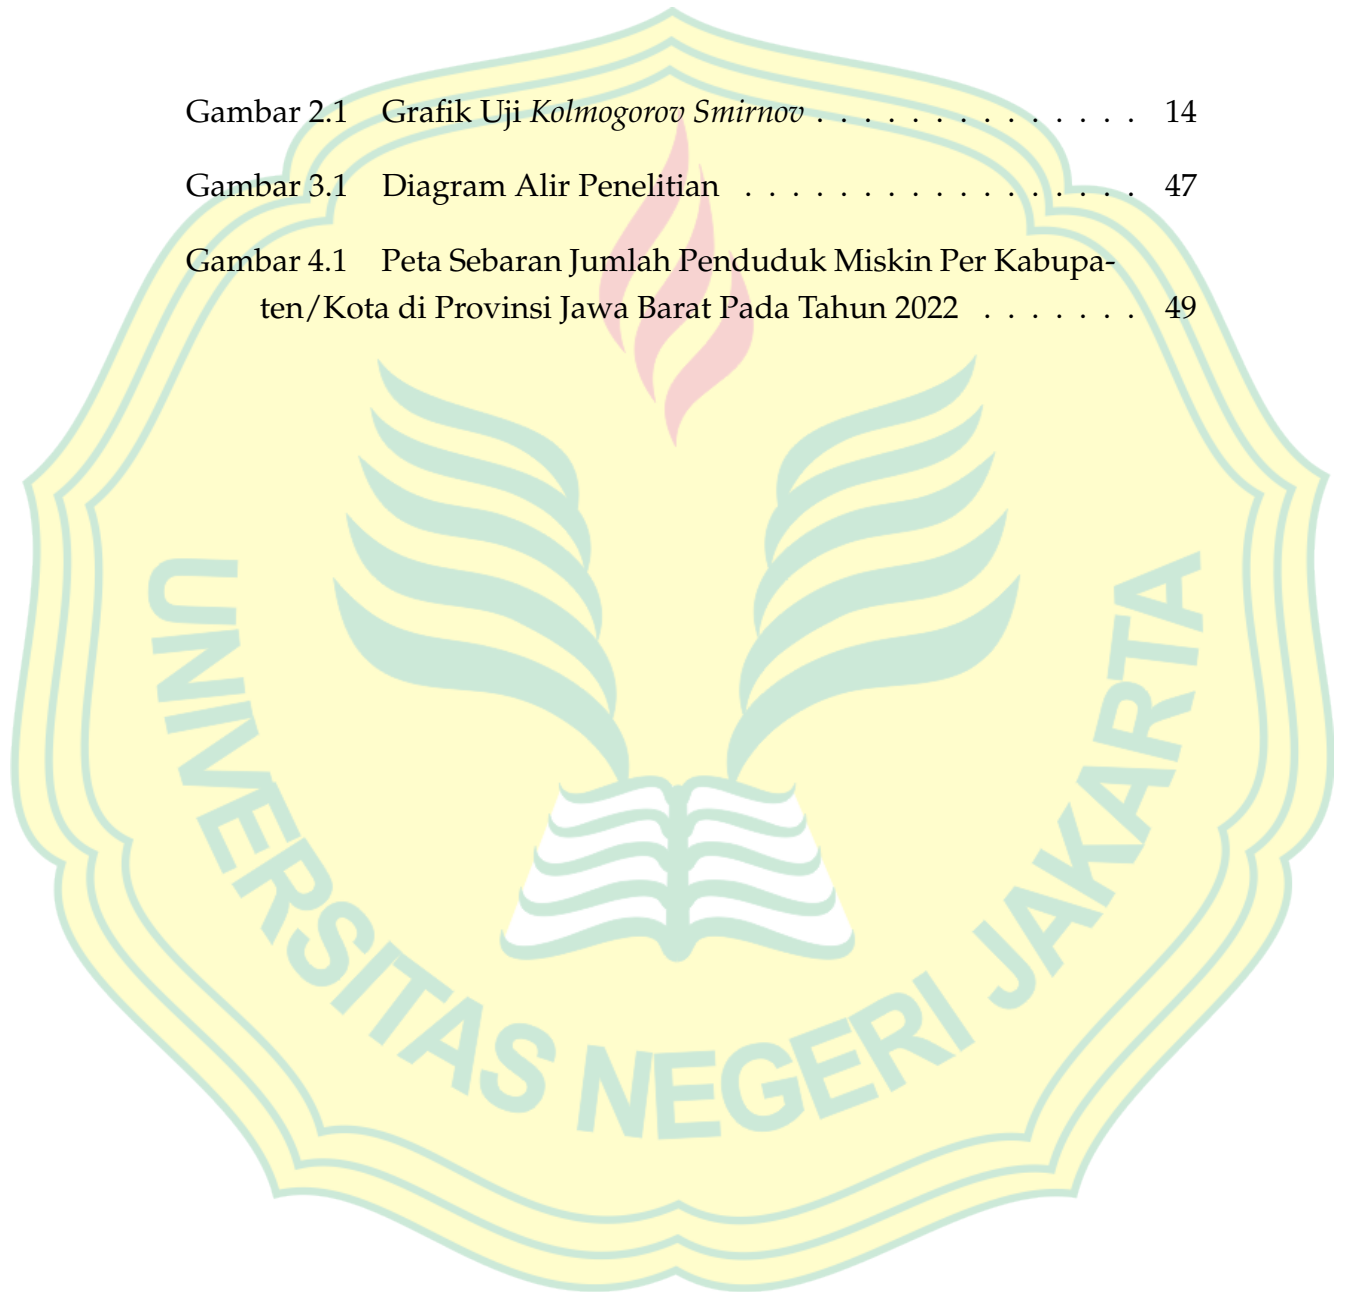 Gambar 2.1 Grafik Uji Kolmogorov Smirnov . . . . . . . . . . . . . . 14
Gambar 3.1 Diagram Alir Penelitian . . . . . . . . . . . . . . . . . 47
Gambar 4.1 Peta Sebaran Jumlah Penduduk Miskin Per Kabupa-
ten/Kota di Provinsi Jawa Barat Pada Tahun 2022 . . . . . . . 49
UNIVERSITAS NEGERI JAKARTA